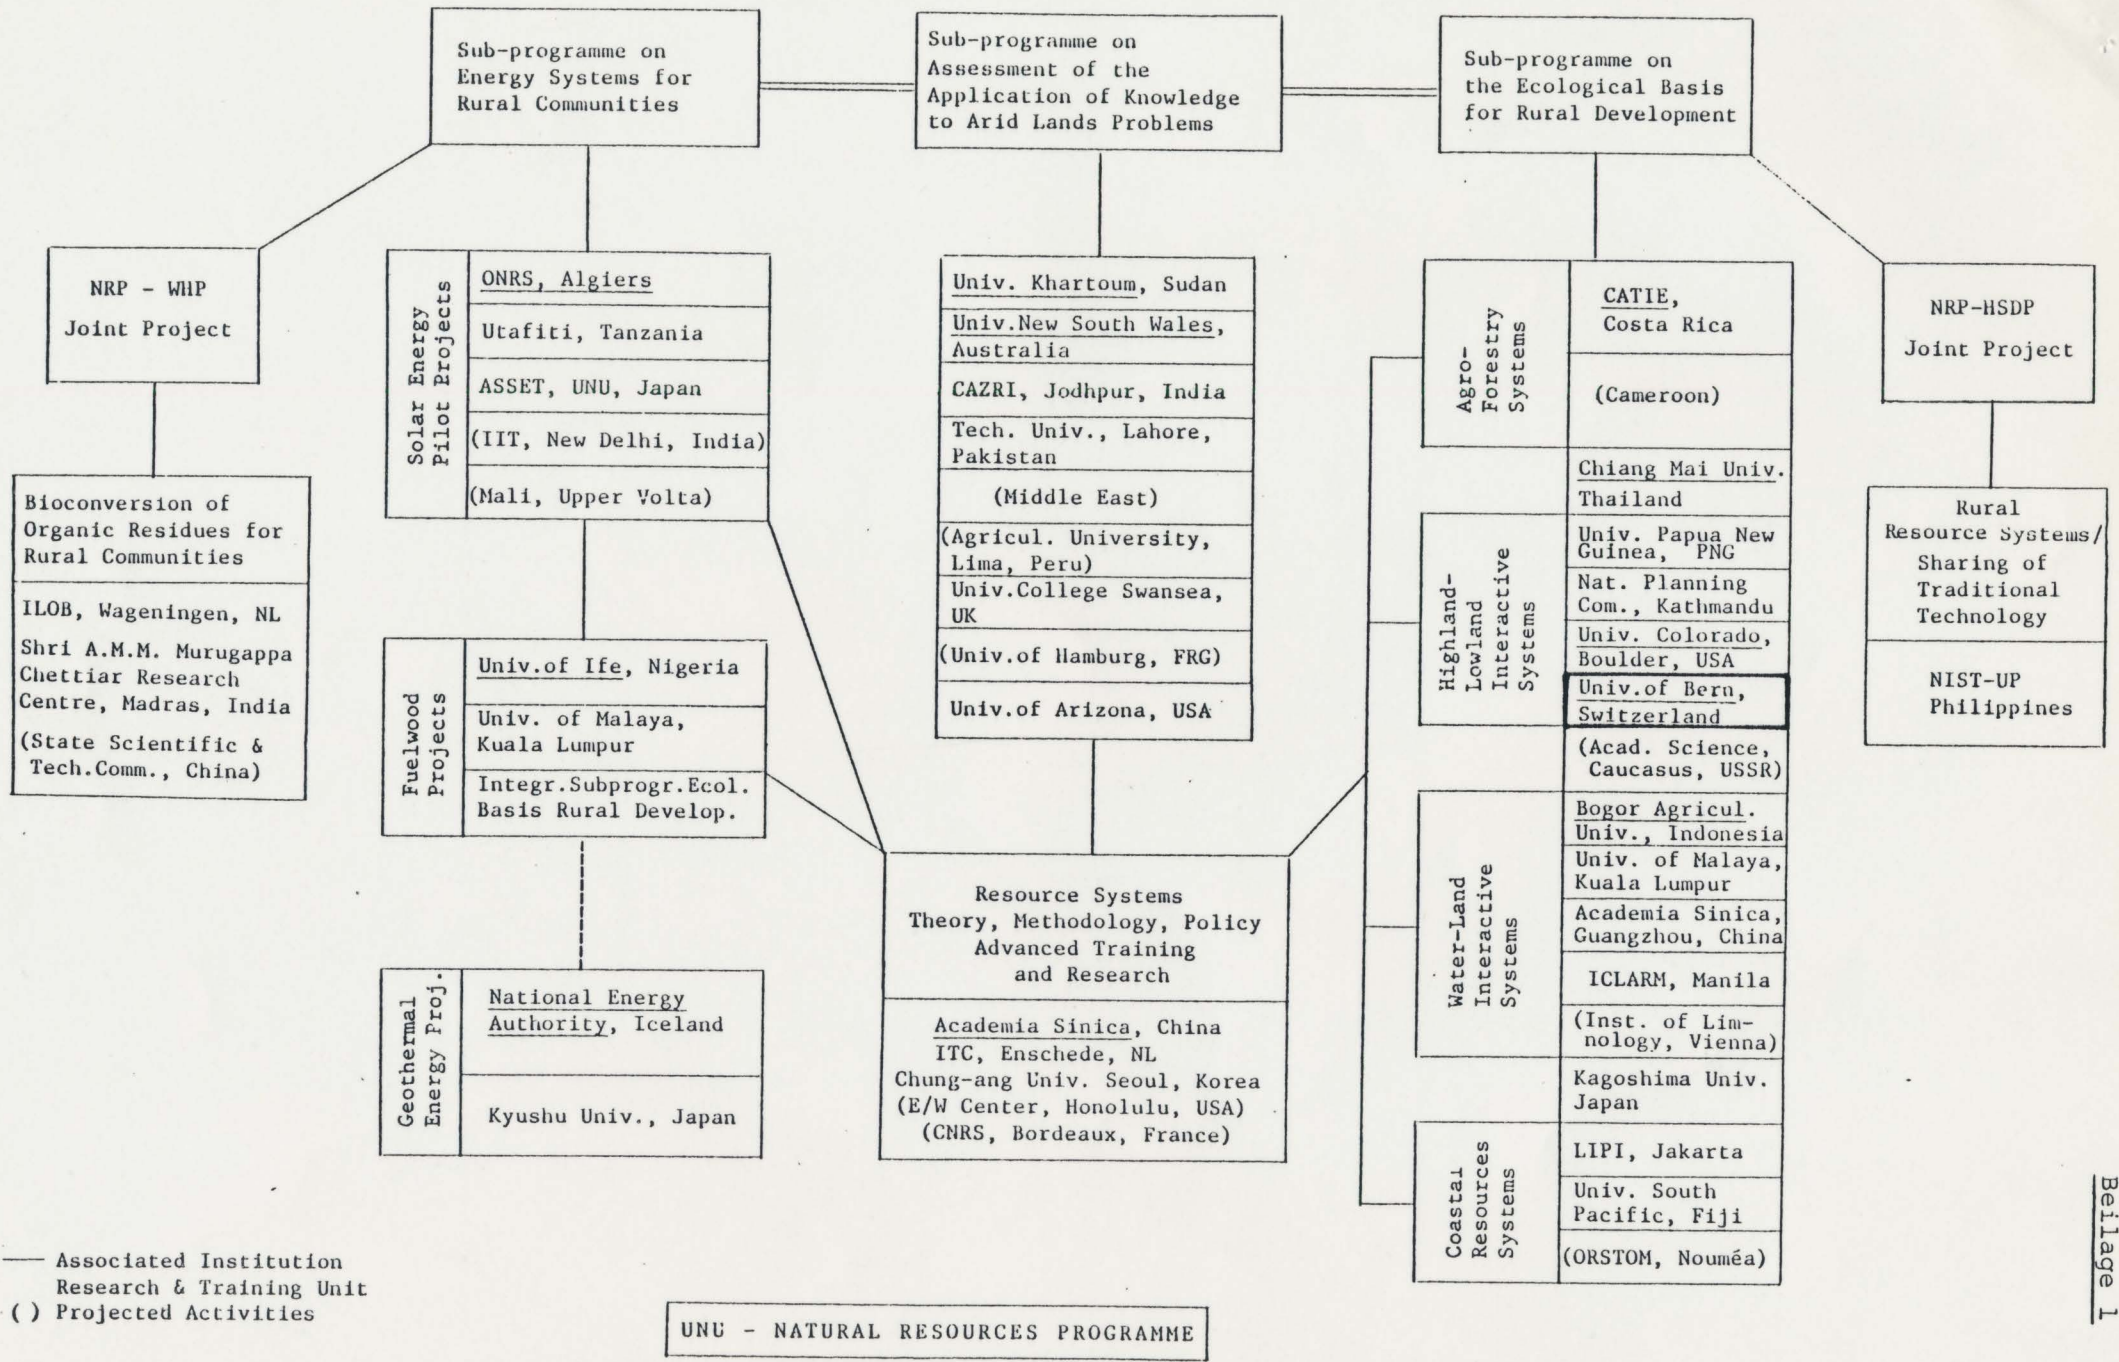 Sub-programme on
Energy Systems for
Rural Communities
Sub-programme on
Assessment of the
Application of Knowledge
to Arid Lands Problems
Sub-programme on
the Ecological Basis
for Rural Development
NRP - WHP
Joint Project
Bioconversion of
Organic Residues for
Rural Communities
ILOB, Wageningen, NL
Shri A.M.M. Murugappa
Chettiar Research
Centre, Madras, India
(State Scientific &
Tech.Comm., China)
Solar Energy
Pilot Projects
ONRS, Algiers
Utafiti, Tanzania
ASSET, UNU, Japan
(IIT, New Delhi, India)
(Mali, Upper Volta)
Fuelwood
Projects
Univ.of Ife, Nigeria
Univ. of Malaya,
Kuala Lumpur
Integr.Subprogr.Ecol.
Basis Rural Develop.
Geothermal
Energy Proj.
National Energy
Authority, Iceland
Kyushu Univ., Japan
Univ. Khartoum, Sudan
Univ.New South Wales,
Australia
CAZRI, Jodhpur, India
Tech. Univ., Lahore,
Pakistan
(Middle East)
(Agricul. University,
Lima, Peru)
Univ.College Swansea,
UK
(Univ.of Hamburg, FRG)
Univ.of Arizona, USA
Resource Systems
Theory, Methodology, Policy
Advanced Training
and Research
Academia Sinica, China
ITC, Enschede, NL
Chung-ang Univ. Seoul, Korea
(E/W Center, Honolulu, USA)
(CNRS, Bordeaux, France)
Agro-
Forestry
Systems
CATIE,
Costa Rica
(Cameroon)
Highland-
Lowland
Interactive
Systems
Chiang Mai Univ.
Thailand
Univ. Papua New
Guinea, PNG
Nat. Planning
Com., Kathmandu
Univ. Colorado,
Boulder, USA
Univ.of Bern,
Switzerland
(Acad. Science,
Caucasus, USSR)
Water-Land
Interactive
Systems
Bogor Agricul.
Univ., Indonesia
Univ. of Malaya,
Kuala Lumpur
Academia Sinica,
Guangzhou, China
ICLARM, Manila
(Inst. of Lim-
nology, Vienna)
Coastal
Resources
Systems
Kagoshima Univ.
Japan
LIPI, Jakarta
Univ. South
Pacific, Fiji
(ORSTOM, Nouméa)
NRP-HSDP
Joint Project
Rural
Resource Systems/
Sharing of
Traditional
Technology
NIST-UP
Philippines
— Associated Institution
Research & Training Unit
( ) Projected Activities
UNU - NATURAL RESOURCES PROGRAMME
Beilage 1